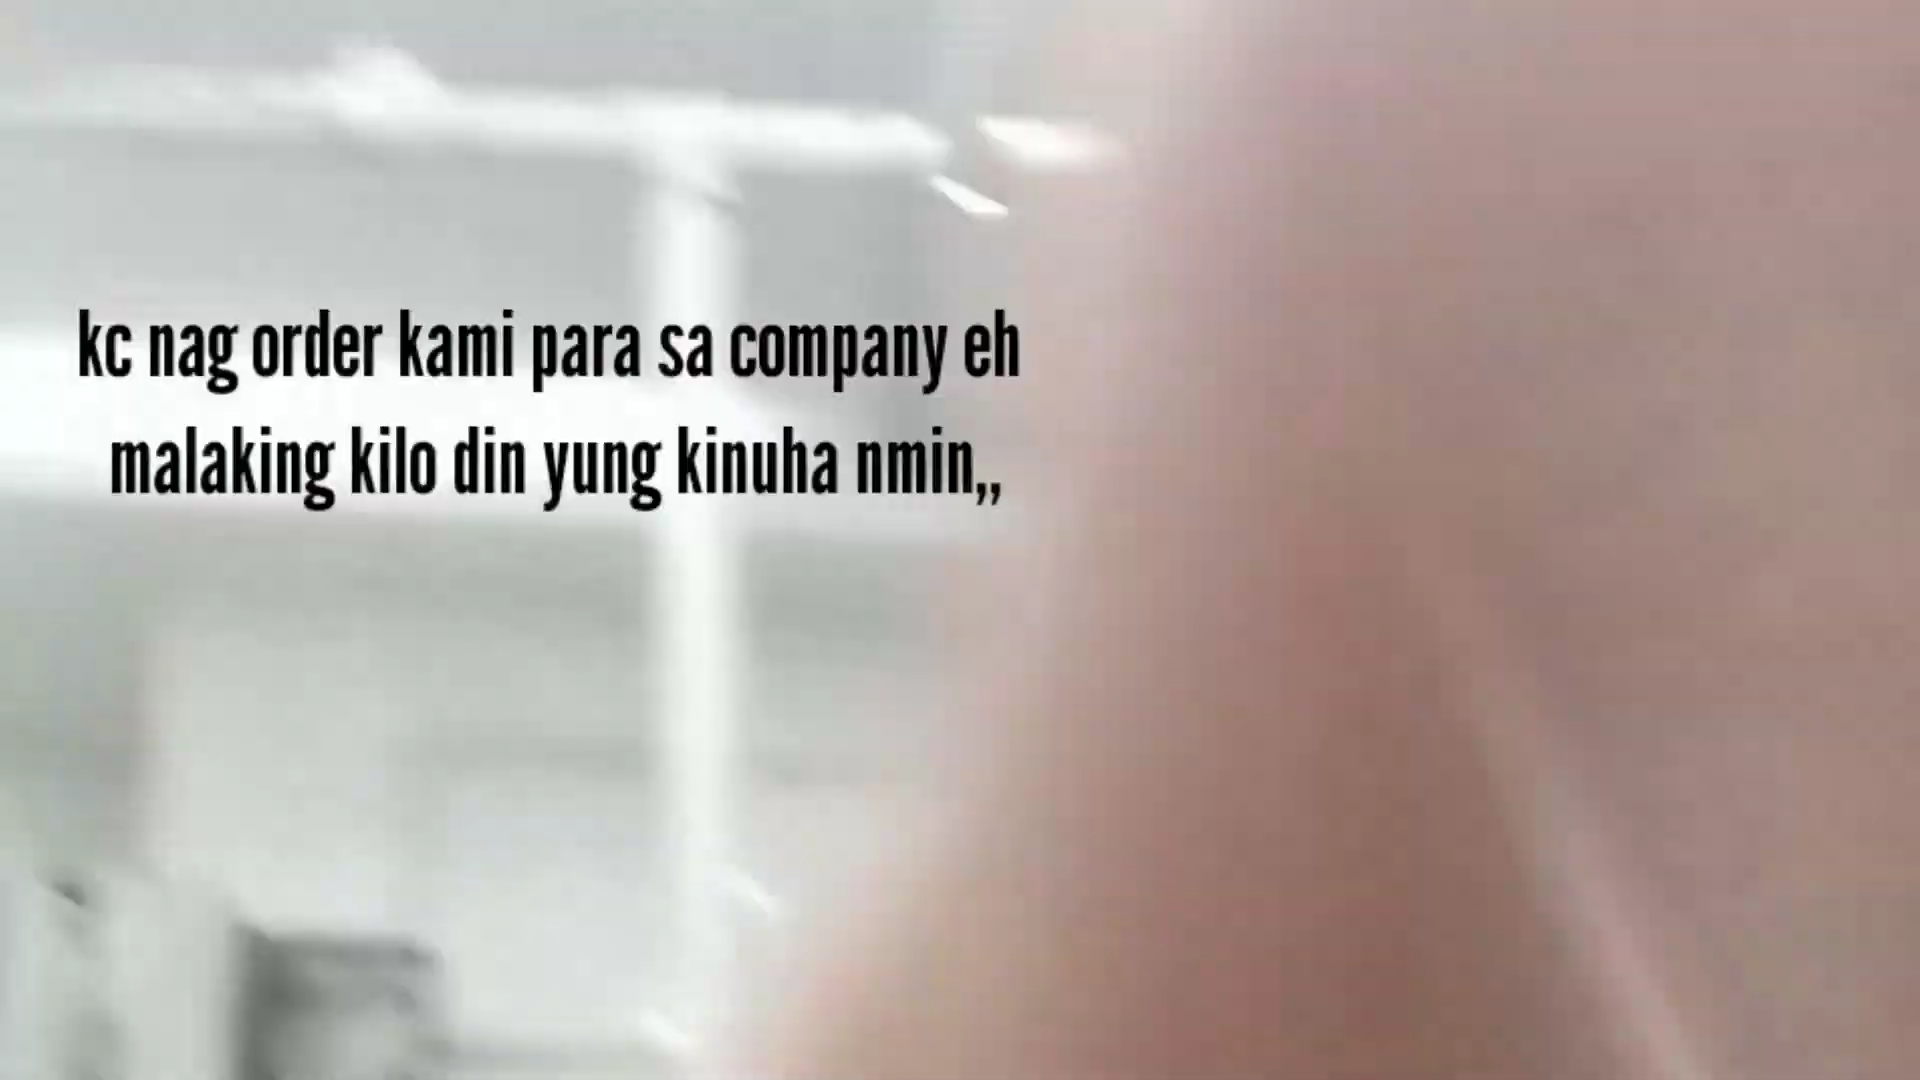 kc nag order kami para sa company eh
malaking kilo din yung kinuha nmin,,